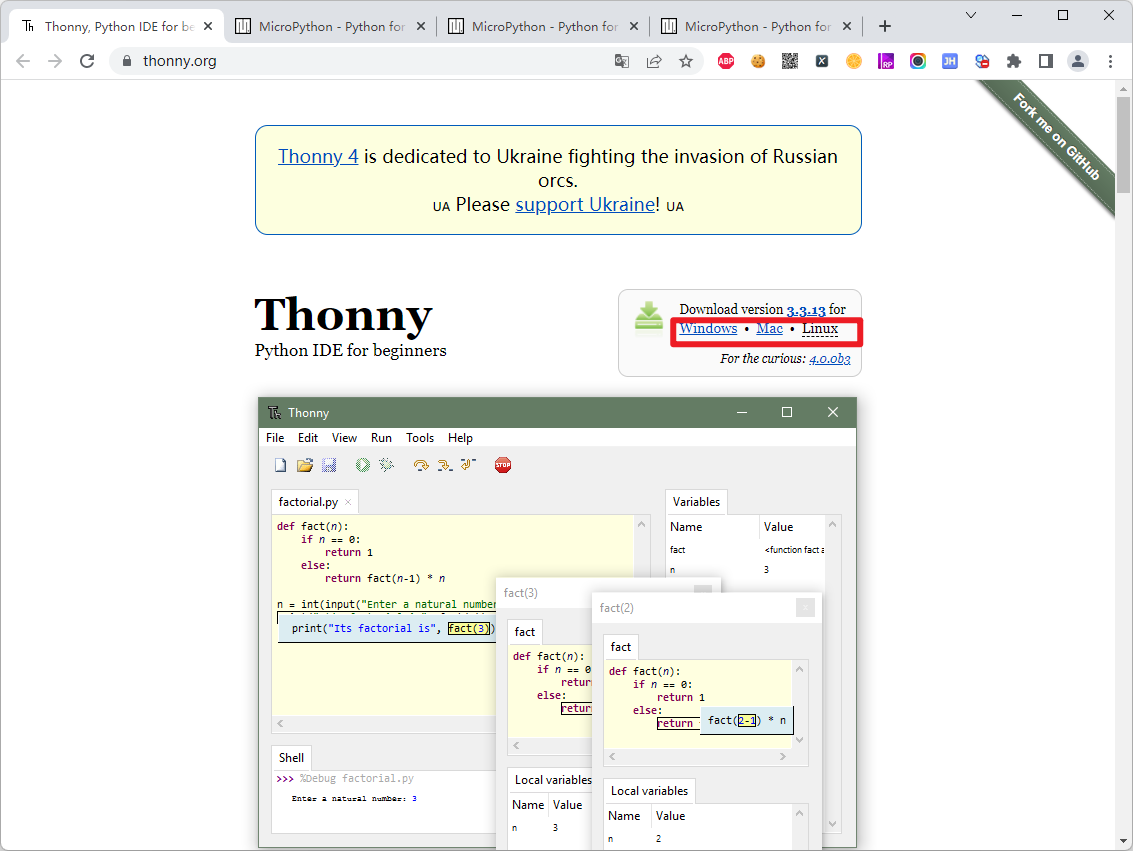 Thonny, Python IDE for be
MicroPython - Python for
MicroPython - Python for
MicroPython - Python for
thonny.org
ABP
RP
JH
Fork me on GitHub
Thonny 4 is dedicated to Ukraine fighting the invasion of Russian
orcs.
UA Please support Ukraine! UA
Thonny
Python IDE for beginners
Download version 3.3.13 for
Windows • Mac • Linux
For the curious: 4.0.0b3
Thonny
File Edit View Run Tools Help
STOP
factorial.py
def fact(n):
if n == 0:
return 1
else:
return fact(n-1) * n
n = int(input("Enter a natural number
print("Its factorial is", fact(3))
Variables
Name Value
fact <function fact a
n 3
fact(3)
fact
def fact(n):
if n == 0
retur
else:
retur
Local variables
Name Value
n 3
fact(2)
fact
def fact(n):
if n == 0:
return 1
else:
return
fact(2-1) * n
Local variables
Name Value
n 2
Shell
>>> %Debug factorial.py
Enter a natural number: 3